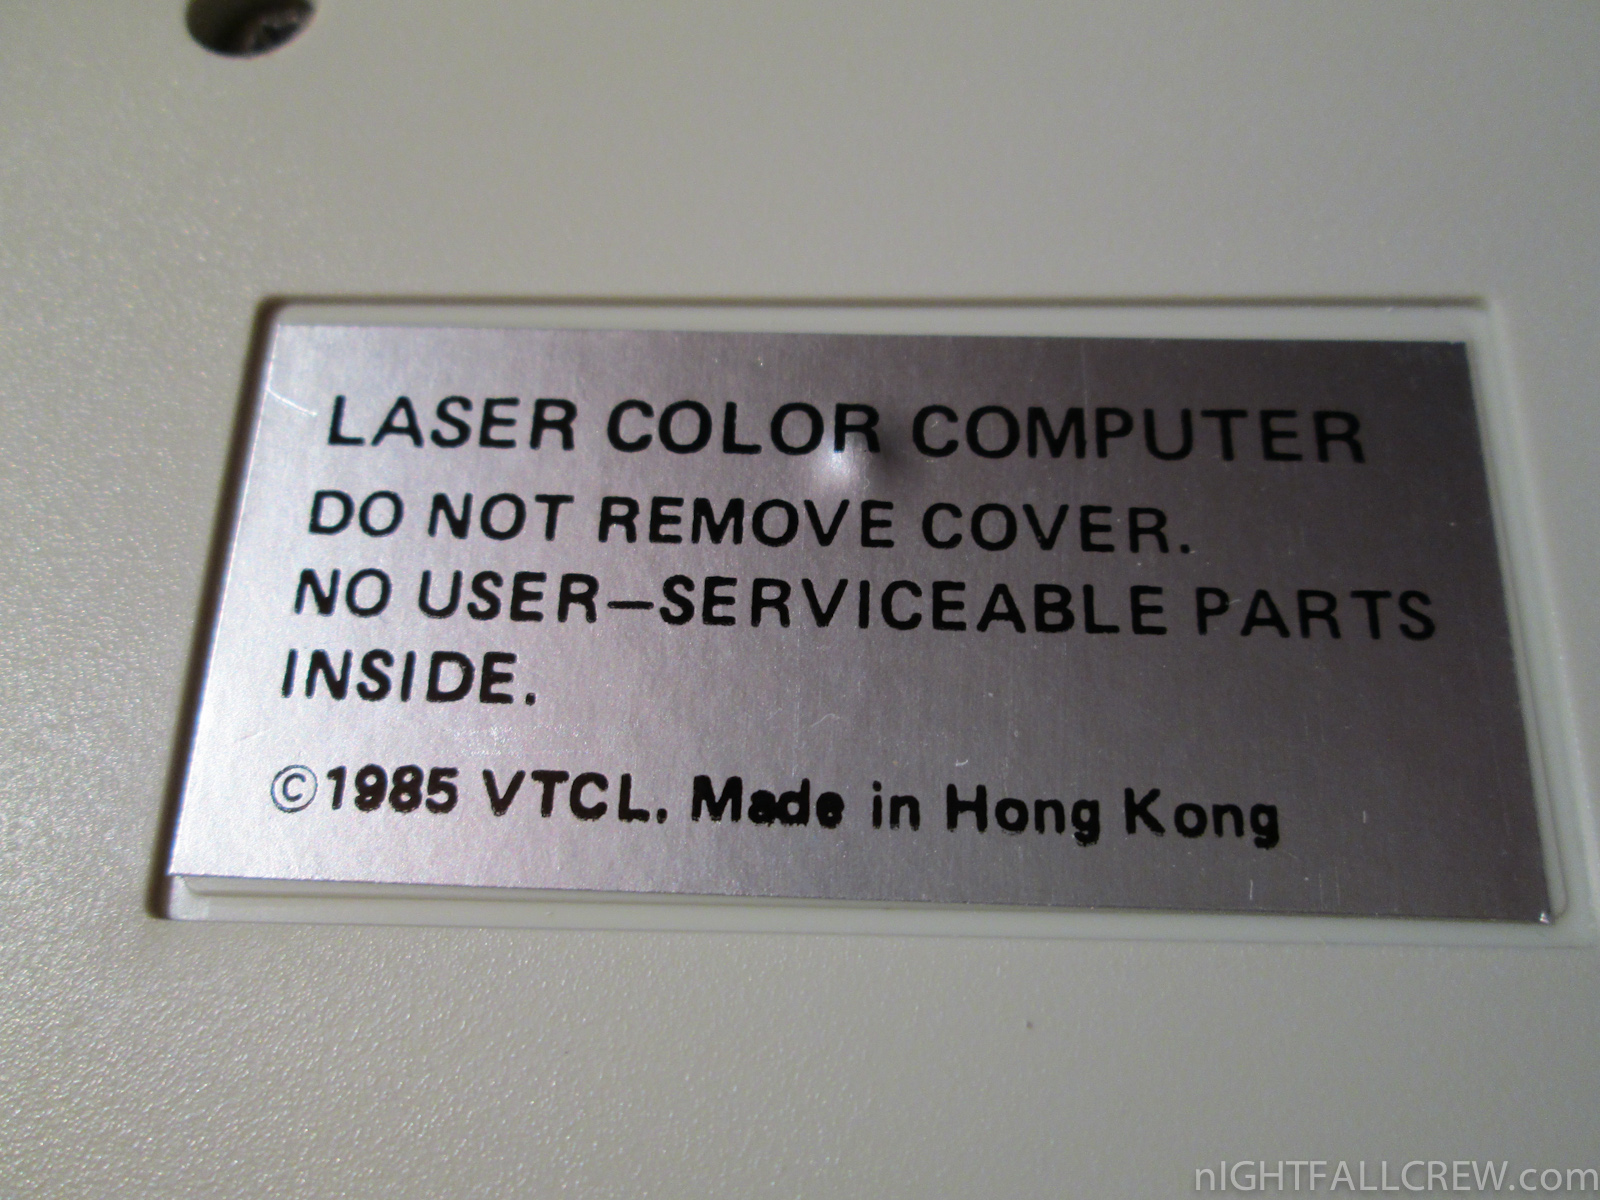 LASER COLOR COMPUTER
DO NOT REMOVE COVER.
NO USER-SERVICEABLE PARTS
INSIDE.
©1985 VTCL. Made in Hong Kong
nIGHTFALLCREW.com